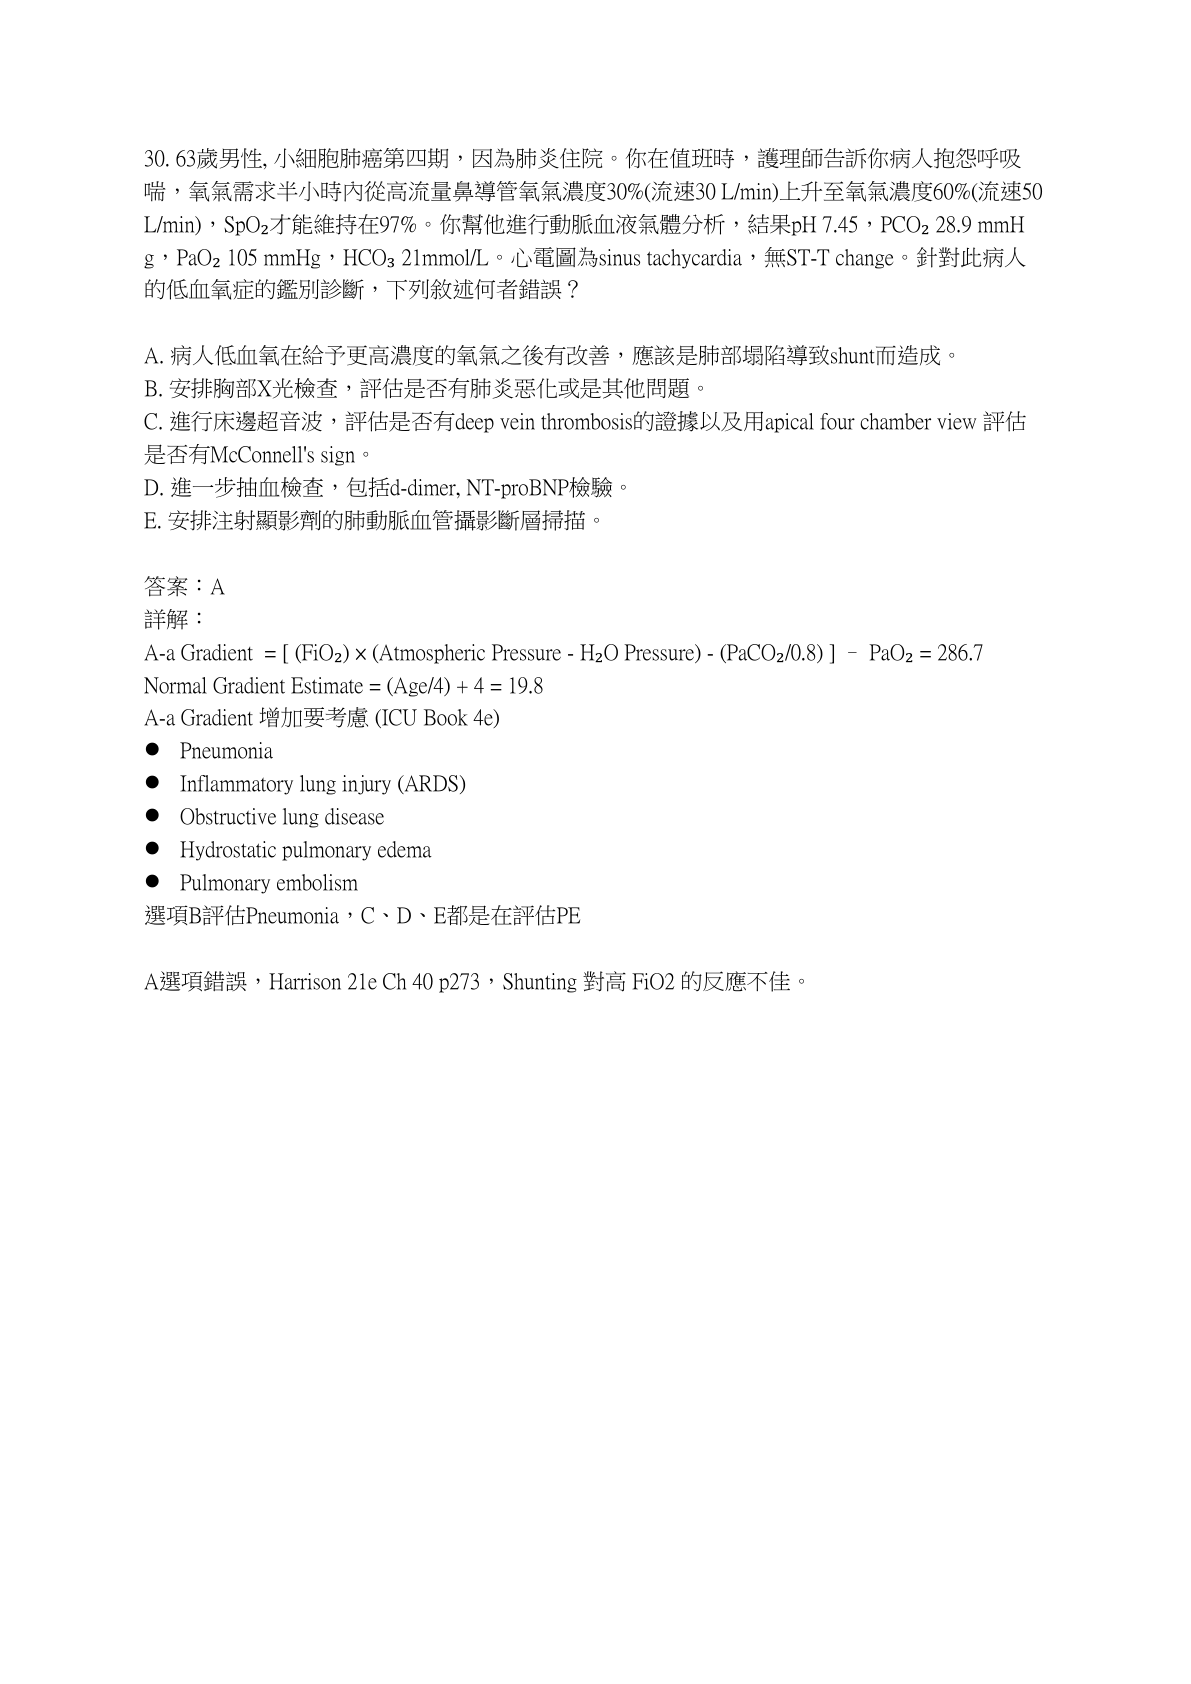 30. 63歲男性, 小細胞肺癌第四期，因為肺炎住院。你在值班時，護理師告訴你病人抱怨呼吸
喘，氧氣需求半小時內從高流量鼻導管氧氣濃度30%(流速30 L/min)上升至氧氣濃度60%(流速50
L/min)，SpO₂才能維持在97%。你幫他進行動脈血液氣體分析，結果pH 7.45，PCO₂ 28.9 mmH
g，PaO₂ 105 mmHg，HCO₃ 21mmol/L。心電圖為sinus tachycardia，無ST-T change。針對此病人
的低血氧症的鑑別診斷，下列敘述何者錯誤？
A. 病人低血氧在給予更高濃度的氧氣之後有改善，應該是肺部塌陷導致shunt而造成。
B. 安排胸部X光檢查，評估是否有肺炎惡化或是其他問題。
C. 進行床邊超音波，評估是否有deep vein thrombosis的證據以及用apical four chamber view 評估
是否有McConnell's sign。
D. 進一步抽血檢查，包括d-dimer, NT-proBNP檢驗。
E. 安排注射顯影劑的肺動脈血管攝影斷層掃描。
答案：A
詳解：
A-a Gradient = [ (FiO₂) × (Atmospheric Pressure - H₂O Pressure) - (PaCO₂/0.8) ] － PaO₂ = 286.7
Normal Gradient Estimate = (Age/4) + 4 = 19.8
A-a Gradient 增加要考慮 (ICU Book 4e)
● Pneumonia
● Inflammatory lung injury (ARDS)
● Obstructive lung disease
● Hydrostatic pulmonary edema
● Pulmonary embolism
選項B評估Pneumonia，C、D、E都是在評估PE
A選項錯誤，Harrison 21e Ch 40 p273，Shunting 對高 FiO2 的反應不佳。